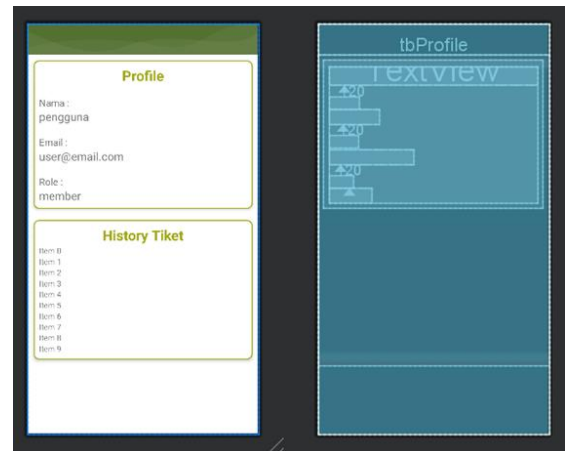 Profile
Nama :
pengguna
Email :
user@email.com
Role :
member
History Tiket
Item 0
Item 1
Item 2
Item 3
Item 4
Item 5
Item 6
Item 7
Item 8
Item 9
tbProfile
TextView
20
20
20